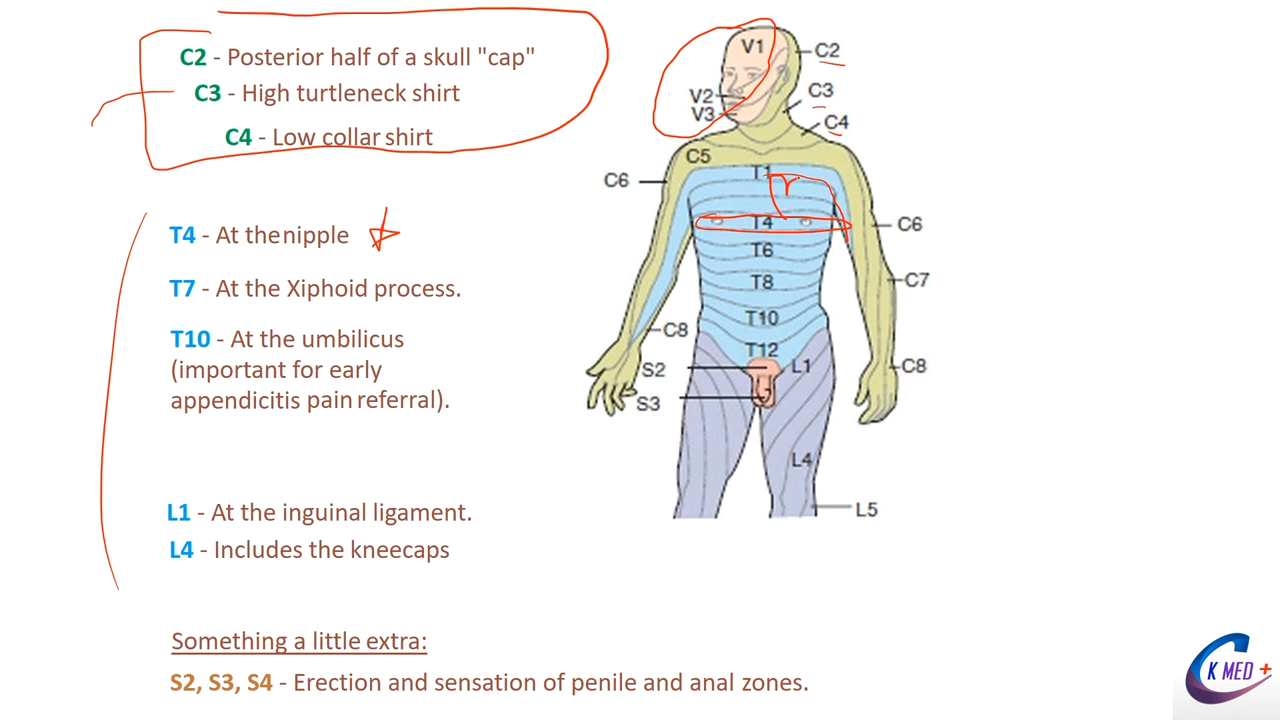 C2 - Posterior half of a skull "cap"
C3 - High turtleneck shirt
C4 - Low collar shirt
T4 - At thenipple
T7 - At the Xiphoid process.
T10 - At the umbilicus
(important for early
appendicitis pain referral).
L1 - At the inguinal ligament.
L4 - Includes the kneecaps
Something a little extra:
S2, S3, S4 - Erection and sensation of penile and anal zones.
V1
C2
V2
C3
V3
C4
C5
T1
C6
T4
C6
T6
T8
C7
T10
C8
T12
S2
L1
C8
S3
L4
L5
CK MED +